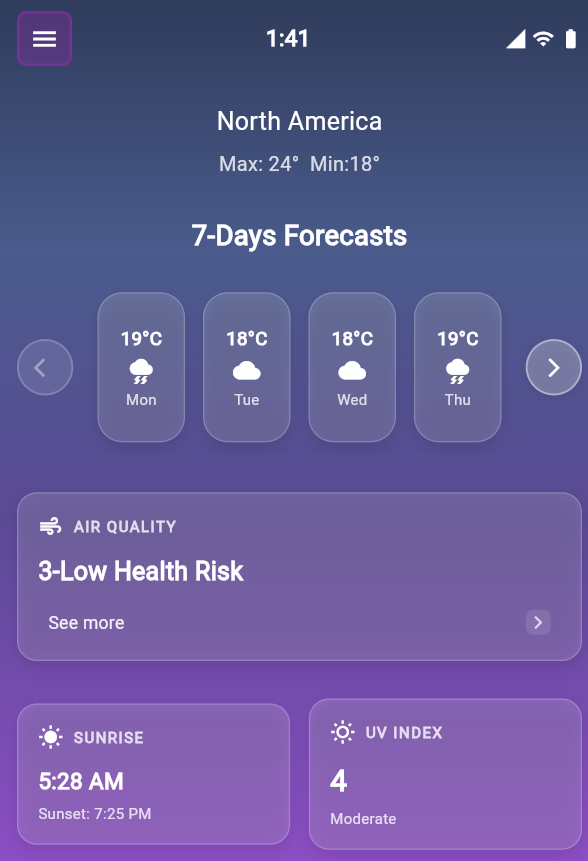 1:41
North America
Max: 24° Min:18°
7-Days Forecasts
19°C 18°C 18°C 19°C
Mon Tue Wed Thu
AIR QUALITY
3-Low Health Risk
See more
SUNRISE
5:28 AM
Sunset: 7:25 PM
UV INDEX
4
Moderate